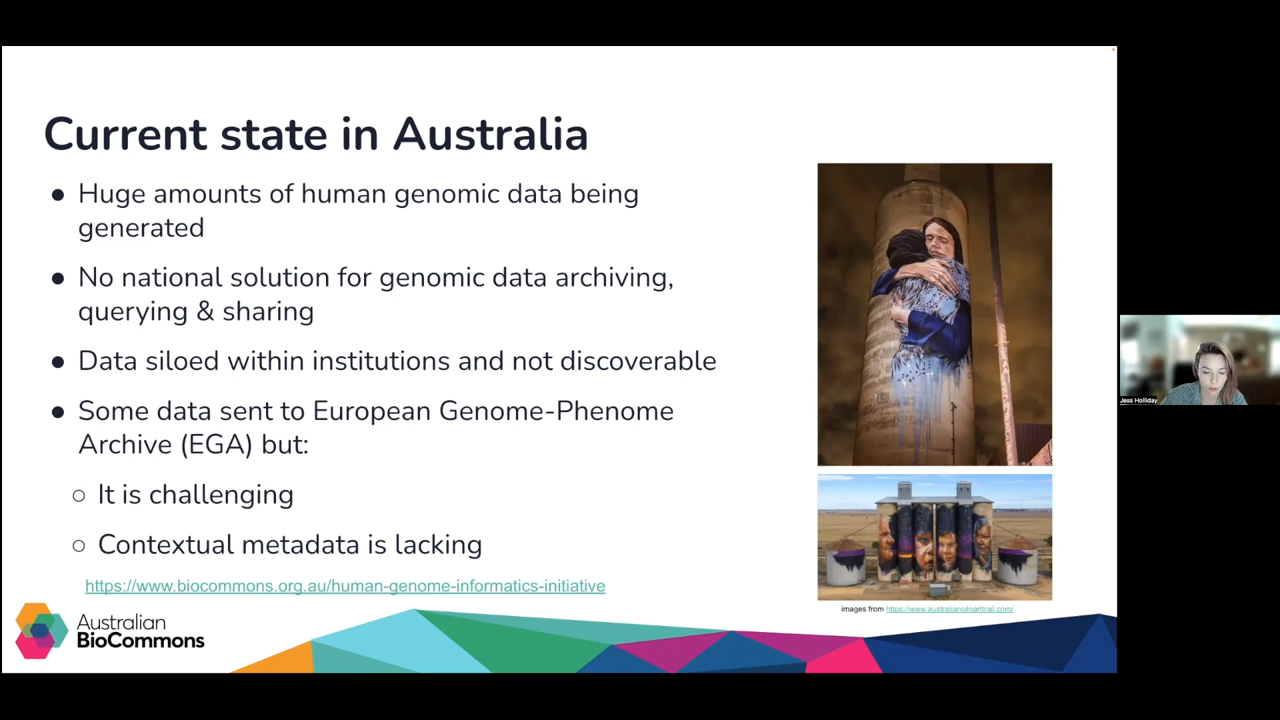 Current state in Australia
● Huge amounts of human genomic data being
generated
● No national solution for genomic data archiving,
querying & sharing
● Data siloed within institutions and not discoverable
● Some data sent to European Genome-Phenome
Archive (EGA) but:
○ It is challenging
○ Contextual metadata is lacking
https://www.biocommons.org.au/human-genome-informatics-initiative
images from https://www.australiansiloarttrail.com/
Australian
BioCommons
Jess Holliday